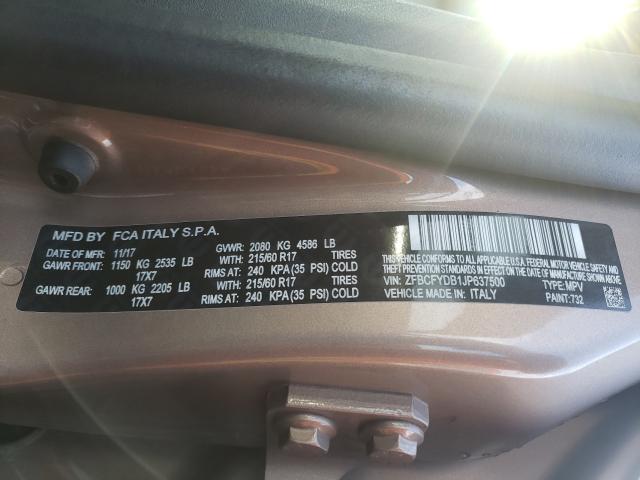 MFD BY FCA ITALY S.P.A.
DATE OF MFR: 11/17 GVWR: 2080 KG 4586 LB
GAWR FRONT: 1150 KG 2535 LB WITH: 215/60 R17 TIRES
17X7 RIMS AT: 240 KPA(35 PSI) COLD
GAWR REAR: 1000 KG 2205 LB WITH: 215/60 R17 TIRES
17X7 RIMS AT: 240 KPA(35 PSI) COLD
THIS VEHICLE CONFORMS TO ALL APPLICABLE U.S.A. FEDERAL MOTOR VEHICLE SAFETY, BUMPER, AND THEFT PREVENTION STANDARDS IN EFFECT ON THE DATE OF MANUFACTURE SHOWN ABOVE.
VIN: ZFBCFYDB1JP637500 TYPE: MPV
VEHICLE MADE IN: ITALY PAINT:732